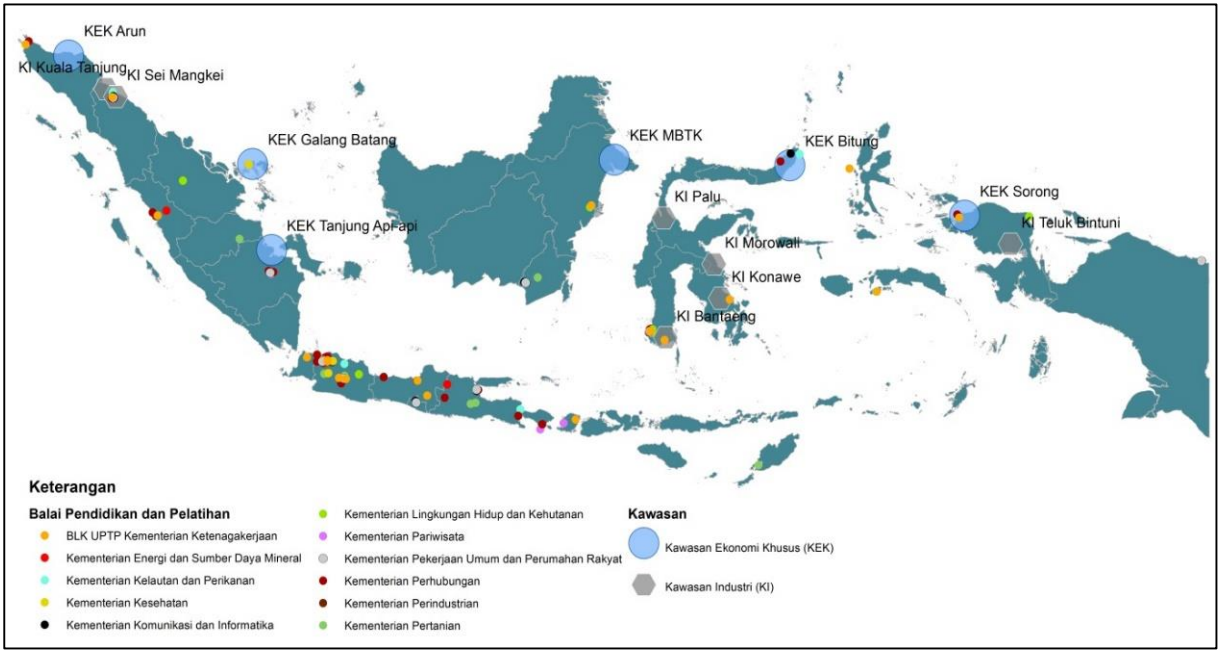 KEK Arun
KI Kuala Tanjung
KI Sei Mangkei
KEK Galang Batang
KEK MBTK
KEK Bitung
KI Palu
KEK Sorong
KI Teluk Bintuni
KEK Tanjung Api-api
KI Morowali
KI Konawe
KI Bantaeng
Keterangan
Balai Pendidikan dan Pelatihan
BLK UPTP Kementerian Ketenagakerjaan
Kementerian Energi dan Sumber Daya Mineral
Kementerian Kelautan dan Perikanan
Kementerian Kesehatan
Kementerian Komunikasi dan Informatika
Kementerian Lingkungan Hidup dan Kehutanan
Kementerian Pariwisata
Kementerian Pekerjaan Umum dan Perumahan Rakyat
Kementerian Perhubungan
Kementerian Perindustrian
Kementerian Pertanian
Kawasan
Kawasan Ekonomi Khusus (KEK)
Kawasan Industri (KI)